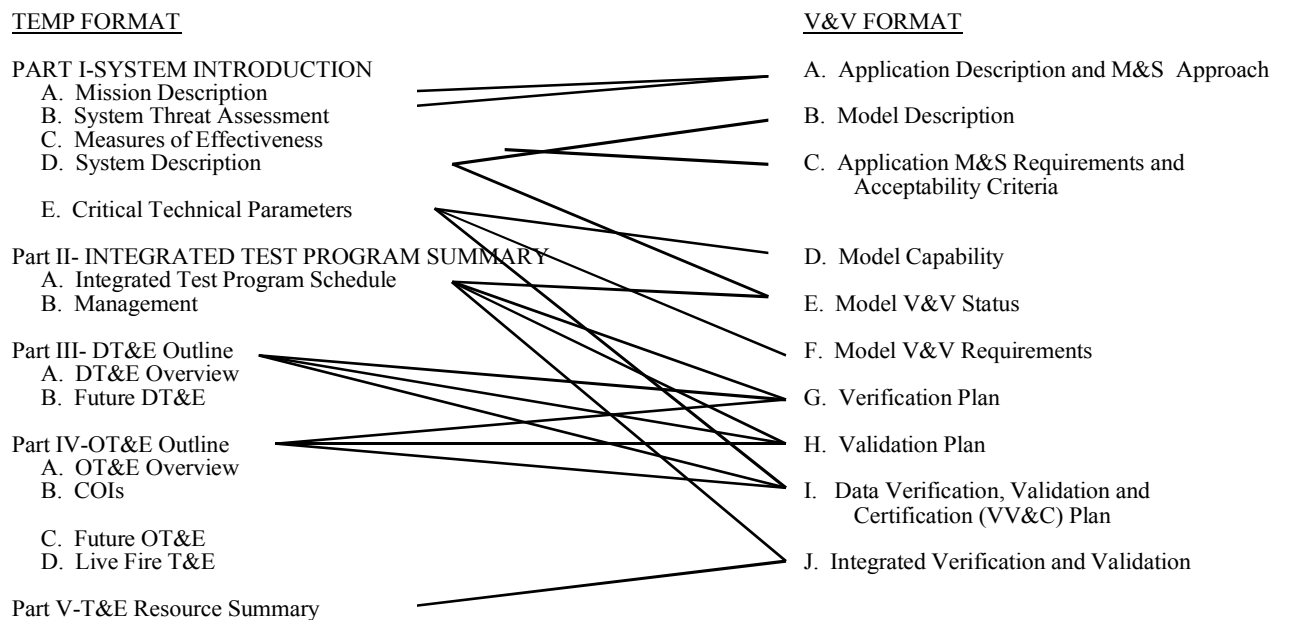 TEMP FORMAT
PART I-SYSTEM INTRODUCTION
A. Mission Description
B. System Threat Assessment
C. Measures of Effectiveness
D. System Description
E. Critical Technical Parameters
Part II- INTEGRATED TEST PROGRAM SUMMARY
A. Integrated Test Program Schedule
B. Management
Part III- DT&E Outline
A. DT&E Overview
B. Future DT&E
Part IV-OT&E Outline
A. OT&E Overview
B. COIs
C. Future OT&E
D. Live Fire T&E
Part V-T&E Resource Summary
V&V FORMAT
A. Application Description and M&S Approach
B. Model Description
C. Application M&S Requirements and
Acceptability Criteria
D. Model Capability
E. Model V&V Status
F. Model V&V Requirements
G. Verification Plan
H. Validation Plan
I. Data Verification, Validation and
Certification (VV&C) Plan
J. Integrated Verification and Validation